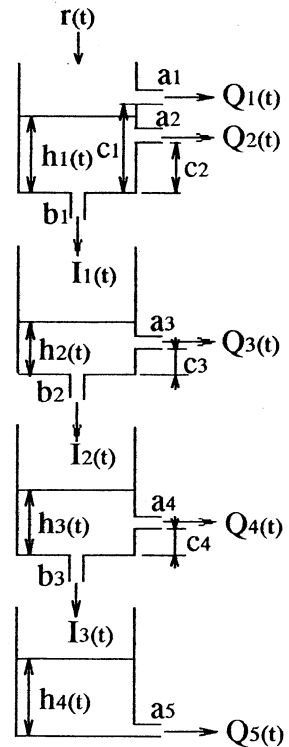 r(t)
a1
Q1(t)
a2
Q2(t)
h1(t)
c1
c2
b1
I1(t)
a3
Q3(t)
h2(t)
c3
b2
I2(t)
a4
Q4(t)
h3(t)
c4
b3
I3(t)
h4(t)
a5
Q5(t)